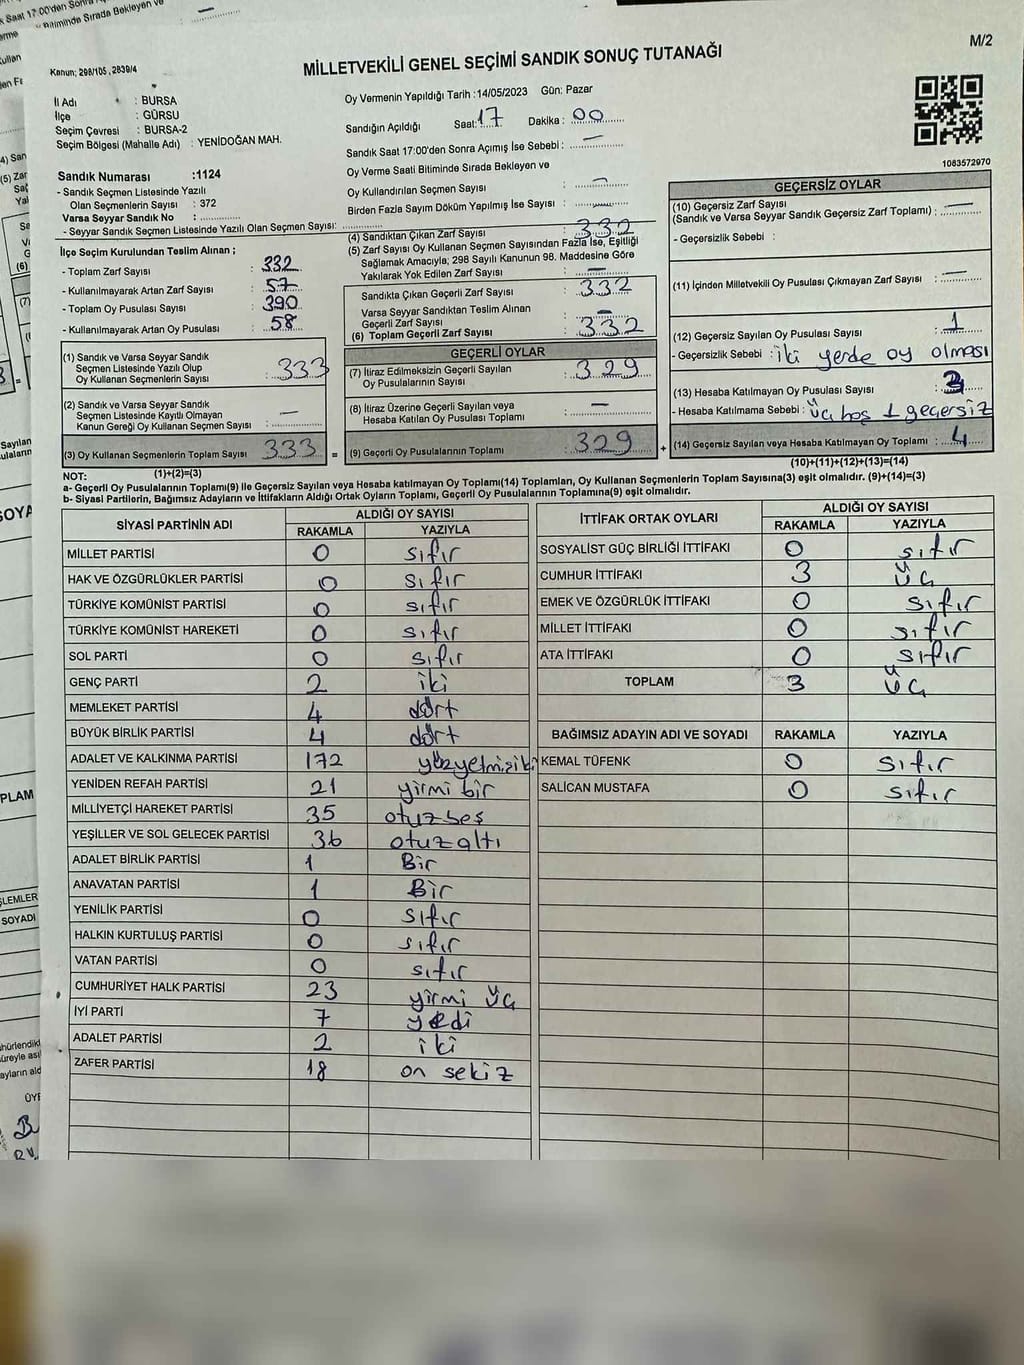 k Saat 17:00'den Sonra
Bitiminde Sırada Bekleyen ve
M/2
Kanun: 298/105, 2839/4
MİLLETVEKİLİ GENEL SEÇİMİ SANDIK SONUÇ TUTANAĞI
İl Adı : BURSA
İlçe : GÜRSU
Seçim Çevresi : BURSA-2
Seçim Bölgesi (Mahalle Adı) : YENİDOĞAN MAH.
Oy Vermenin Yapıldığı Tarih :14/05/2023 Gün: Pazar
Sandığın Açıldığı Saat: 17 Dakika : 00
Sandık Saat 17:00'den Sonra Açımış İse Sebebi : —
Oy Verme Saati Bitiminde Sırada Bekleyen ve
Oy Kullandırılan Seçmen Sayısı : —
Birden Fazla Sayım Döküm Yapılmış İse Sayısı : —
1083572970
Sandık Numarası :1124
- Sandık Seçmen Listesinde Yazılı
Olan Seçmenlerin Sayısı : 372
Varsa Seyyar Sandık No :
- Seyyar Sandık Seçmen Listesinde Yazılı Olan Seçmen Sayısı:
İlçe Seçim Kurulundan Teslim Alınan ;
- Toplam Zarf Sayısı : 332
- Kullanılmayarak Artan Zarf Sayısı : 57
- Toplam Oy Pusulası Sayısı : 390
- Kullanılmayarak Artan Oy Pusulası : 58
(4) Sandıktan Çıkan Zarf Sayısı : 332
(5) Zarf Sayısı Oy Kullanan Seçmen Sayısından Fazla İse, Eşitliği
Sağlamak Amacıyle; 298 Sayılı Kanunun 98. Maddesine Göre
Yakılarak Yok Edilen Zarf Sayısı : —
Sandıkta Çıkan Geçerli Zarf Sayısı : 332
Varsa Seyyar Sandıktan Teslim Alınan
Geçerli Zarf Sayısı : —
(6) Toplam Geçerli Zarf Sayısı : 332
GEÇERSİZ OYLAR
(10) Geçersiz Zarf Sayısı
(Sandık ve Varsa Seyyar Sandık Geçersiz Zarf Toplamı) : —
- Geçersizlik Sebebi :
(11) İçinden Milletvekili Oy Pusulası Çıkmayan Zarf Sayısı : —
(12) Geçersiz Sayılan Oy Pusulası Sayısı : 1
- Geçersizlik Sebebi : iki yerde oy olması
(13) Hesaba Katılmayan Oy Pusulası Sayısı : 3
- Hesaba Katılmama Sebebi : üç boş 1 geçersiz
(14) Geçersiz Sayılan veya Hesaba Katılmayan Oy Toplamı : 4
(10)+(11)+(12)+(13)=(14)
(1) Sandık ve Varsa Seyyar Sandık
Seçmen Listesinde Yazılı Olup
Oy Kullanan Seçmenlerin Sayısı : 333
(2) Sandık ve Varsa Seyyar Sandık
Seçmen Listesinde Kayıtlı Olmayan
Kanun Gereği Oy Kullanan Seçmen Sayısı : —
(3) Oy Kullanan Seçmenlerin Toplam Sayısı : 333
(1)+(2)=(3)
GEÇERLİ OYLAR
(7) İtiraz Edilmeksizin Geçerli Sayılan
Oy Pusulalarının Sayısı : 329
(8) İtiraz Üzerine Geçerli Sayılan veya
Hesaba Katılan Oy Pusulası Toplamı : —
(9) Geçerli Oy Pusulalarının Toplamı : 329
NOT:
a- Geçerli Oy Pusulalarının Toplamı(9) ile Geçersiz Sayılan veya Hesaba katılmayan Oy Toplamı(14) Toplamları, Oy Kullanan Seçmenlerin Toplam Sayısına(3) eşit olmalıdır. (9)+(14)=(3)
b- Siyasi Partilerin, Bağımsız Adayların ve İttifakların Aldığı Ortak Oyların Toplamı, Geçerli Oy Pusulalarının Toplamına(9) eşit olmalıdır.
SİYASİ PARTİNİN ADI ALDIĞI OY SAYISI
RAKAMLA YAZIYLA
MİLLET PARTİSİ 0 sıfır
HAK VE ÖZGÜRLÜKLER PARTİSİ 0 sıfır
TÜRKİYE KOMÜNİST PARTİSİ 0 sıfır
TÜRKİYE KOMÜNİST HAREKETİ 0 sıfır
SOL PARTİ 0 sıfır
GENÇ PARTİ 2 iki
MEMLEKET PARTİSİ 4 dört
BÜYÜK BİRLİK PARTİSİ 4 dört
ADALET VE KALKINMA PARTİSİ 172 yüzyetmişiki
YENİDEN REFAH PARTİSİ 21 yirmi bir
MİLLİYETÇİ HAREKET PARTİSİ 35 otuzbeş
YEŞİLLER VE SOL GELECEK PARTİSİ 36 otuzaltı
ADALET BİRLİK PARTİSİ 1 Bir
ANAVATAN PARTİSİ 1 Bir
YENİLİK PARTİSİ 0 sıfır
HALKIN KURTULUŞ PARTİSİ 0 sıfır
VATAN PARTİSİ 0 sıfır
CUMHURİYET HALK PARTİSİ 23 yirmi üç
İYİ PARTİ 7 yedi
ADALET PARTİSİ 2 iki
ZAFER PARTİSİ 18 on sekiz
İTTİFAK ORTAK OYLARI ALDIĞI OY SAYISI
RAKAMLA YAZIYLA
SOSYALİST GÜÇ BİRLİĞİ İTTİFAKI 0 sıfır
CUMHUR İTTİFAKI 3 üç
EMEK VE ÖZGÜRLÜK İTTİFAKI 0 sıfır
MİLLET İTTİFAKI 0 sıfır
ATA İTTİFAKI 0 sıfır
TOPLAM 3 üç
BAĞIMSIZ ADAYIN ADI VE SOYADI RAKAMLA YAZIYLA
KEMAL TÜFENK 0 sıfır
SALİCAN MUSTAFA 0 sıfır